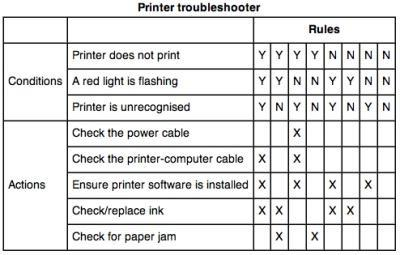 Printer troubleshooter
Rules
Conditions
Printer does not print Y Y Y Y N N N N
A red light is flashing Y Y N N Y Y N N
Printer is unrecognised Y N Y N Y N Y N
Actions
Check the power cable X
Check the printer-computer cable X X
Ensure printer software is installed X X X X
Check/replace ink X X X X
Check for paper jam X X